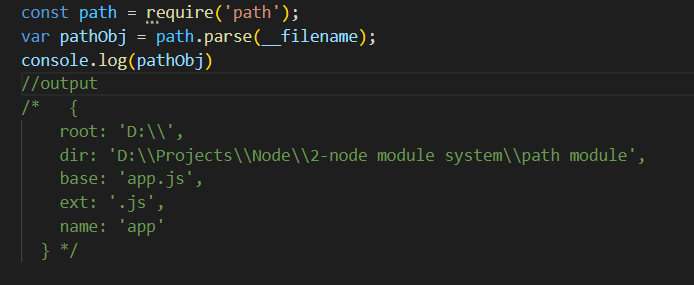 const path = require('path');
var pathObj = path.parse(__filename);
console.log(pathObj)
//output
/*   {
    root: 'D:\\',
    dir: 'D:\\Projects\\Node\\2-node module system\\path module',
    base: 'app.js',
    ext: '.js',
    name: 'app'
  } */